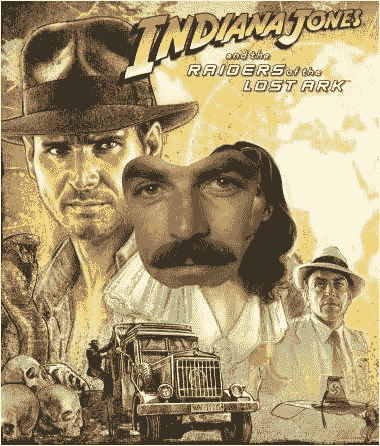 INDIANA JONES
and the
RAIDERS of the
LOST ARK